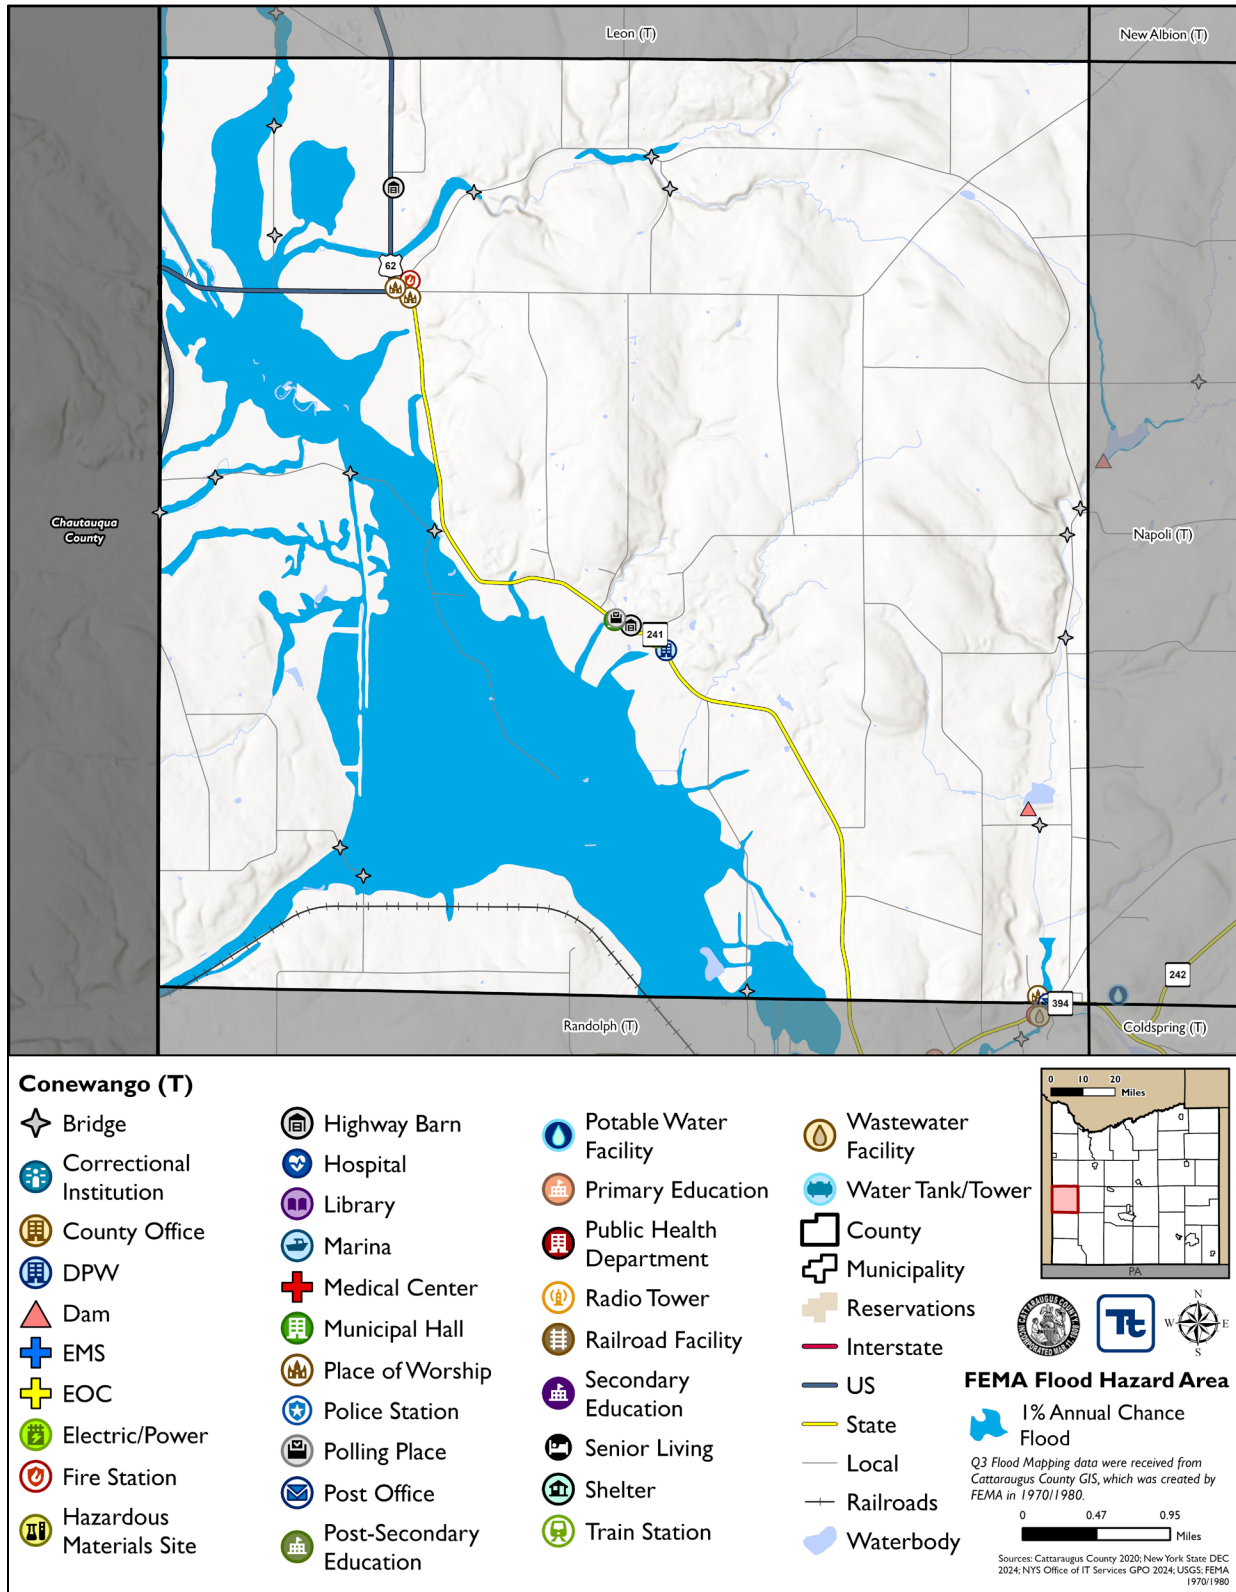 Leon (T)
New Albion (T)
62
Chautauqua
County
Napoli (T)
241
242
394
Randolph (T)
Coldspring (T)
Conewango (T)
Bridge
Correctional
Institution
County Office
DPW
Dam
EMS
EOC
Electric/Power
Fire Station
Hazardous
Materials Site
Highway Barn
Hospital
Library
Marina
Medical Center
Municipal Hall
Place of Worship
Police Station
Polling Place
Post Office
Post-Secondary
Education
Potable Water
Facility
Primary Education
Public Health
Department
Radio Tower
Railroad Facility
Secondary
Education
Senior Living
Shelter
Train Station
Wastewater
Facility
Water Tank/Tower
County
Municipality
Reservations
Interstate
US
State
Local
Railroads
Waterbody
0 10 20
Miles
PA
CATTARAUGUS COUNTY
INCORPORATED MAR. 11, 1808
Tt
N
W E
S
FEMA Flood Hazard Area
1% Annual Chance
Flood
Q3 Flood Mapping data were received from
Cattaraugus County GIS, which was created by
FEMA in 1970/1980.
0 0.47 0.95
Miles
Sources: Cattaraugus County 2020; New York State DEC
2024; NYS Office of IT Services GPO 2024; USGS; FEMA
1970/1980